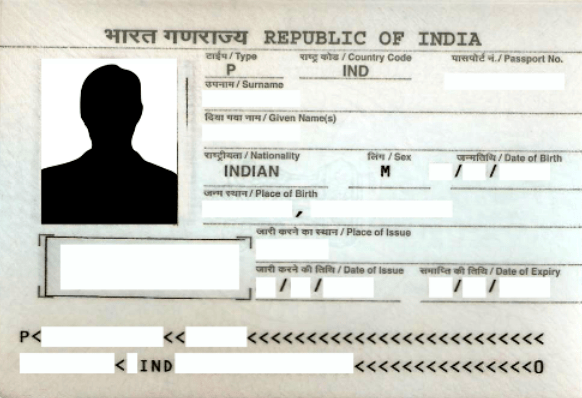 भारत गणराज्य REPUBLIC OF INDIA
टाईप / Type राष्ट्र कोड / Country Code पासपोर्ट नं./ Passport No.
P IND
उपनाम / Surname
दिया गया नाम / Given Name(s)
राष्ट्रीयता / Nationality लिंग / Sex जन्मतिथि / Date of Birth
INDIAN M / /
जन्म स्थान / Place of Birth
,
जारी करने का स्थान / Place of Issue
जारी करने की तिथि / Date of Issue समाप्ति की तिथि / Date of Expiry
/ / / /
P< << <<<<<<<<<<<<<<<<<<<<<<<<<
< IND <<<<<<<<<<<<<<<0